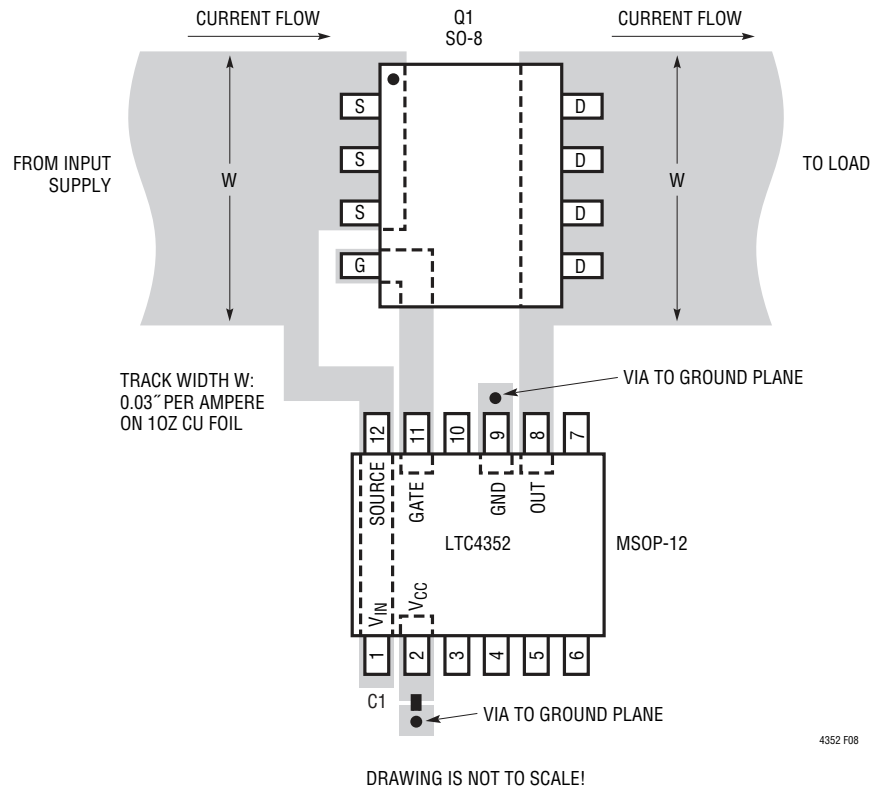 CURRENT FLOW
Q1
SO-8
CURRENT FLOW
S
D
FROM INPUT
SUPPLY
W
S
D
W
TO LOAD
S
D
G
D
TRACK WIDTH W:
0.03˝ PER AMPERE
ON 1OZ CU FOIL
VIA TO GROUND PLANE
12
11
10
9
8
7
SOURCE
GATE
GND
OUT
LTC4352
MSOP-12
VIN
VCC
1
2
3
4
5
6
C1
VIA TO GROUND PLANE
4352 F08
DRAWING IS NOT TO SCALE!